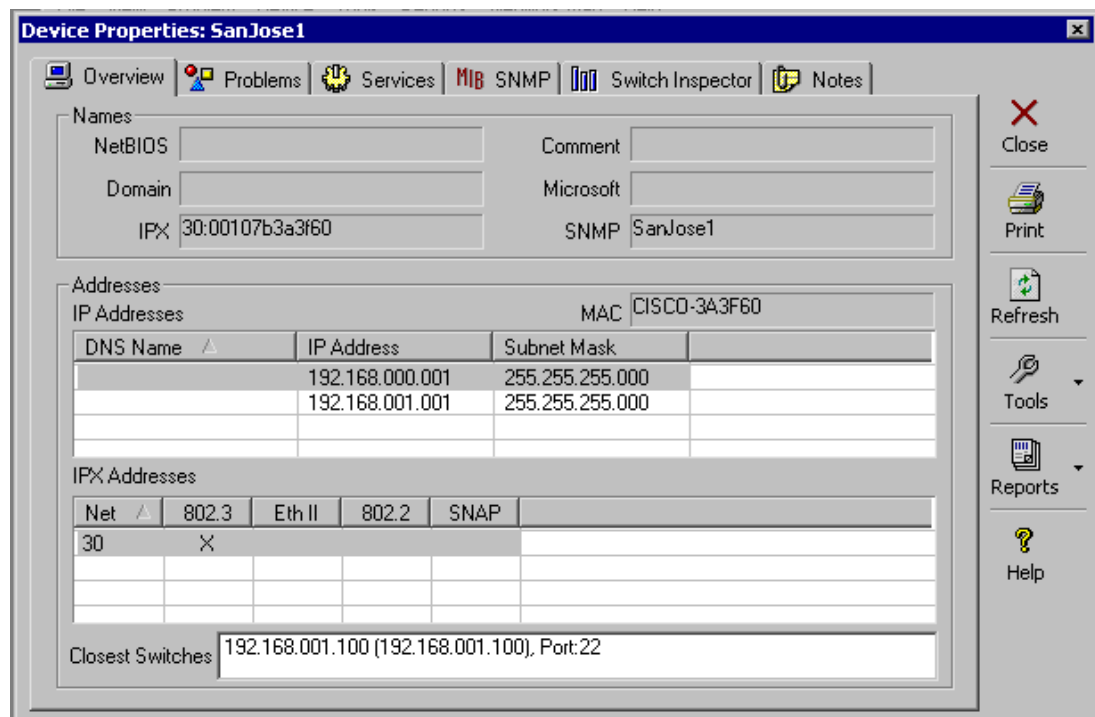 Device Properties: SanJose1
Overview Problems Services MIB SNMP Switch Inspector Notes
Names
NetBIOS Comment
Domain Microsoft
IPX 30:00107b3a3f60 SNMP SanJose1
Addresses
IP Addresses MAC CISCO-3A3F60
DNS Name IP Address Subnet Mask
192.168.000.001 255.255.255.000
192.168.001.001 255.255.255.000
IPX Addresses
Net 802.3 Eth II 802.2 SNAP
30 X
Closest Switches 192.168.001.100 (192.168.001.100), Port:22
Close
Print
Refresh
Tools
Reports
Help